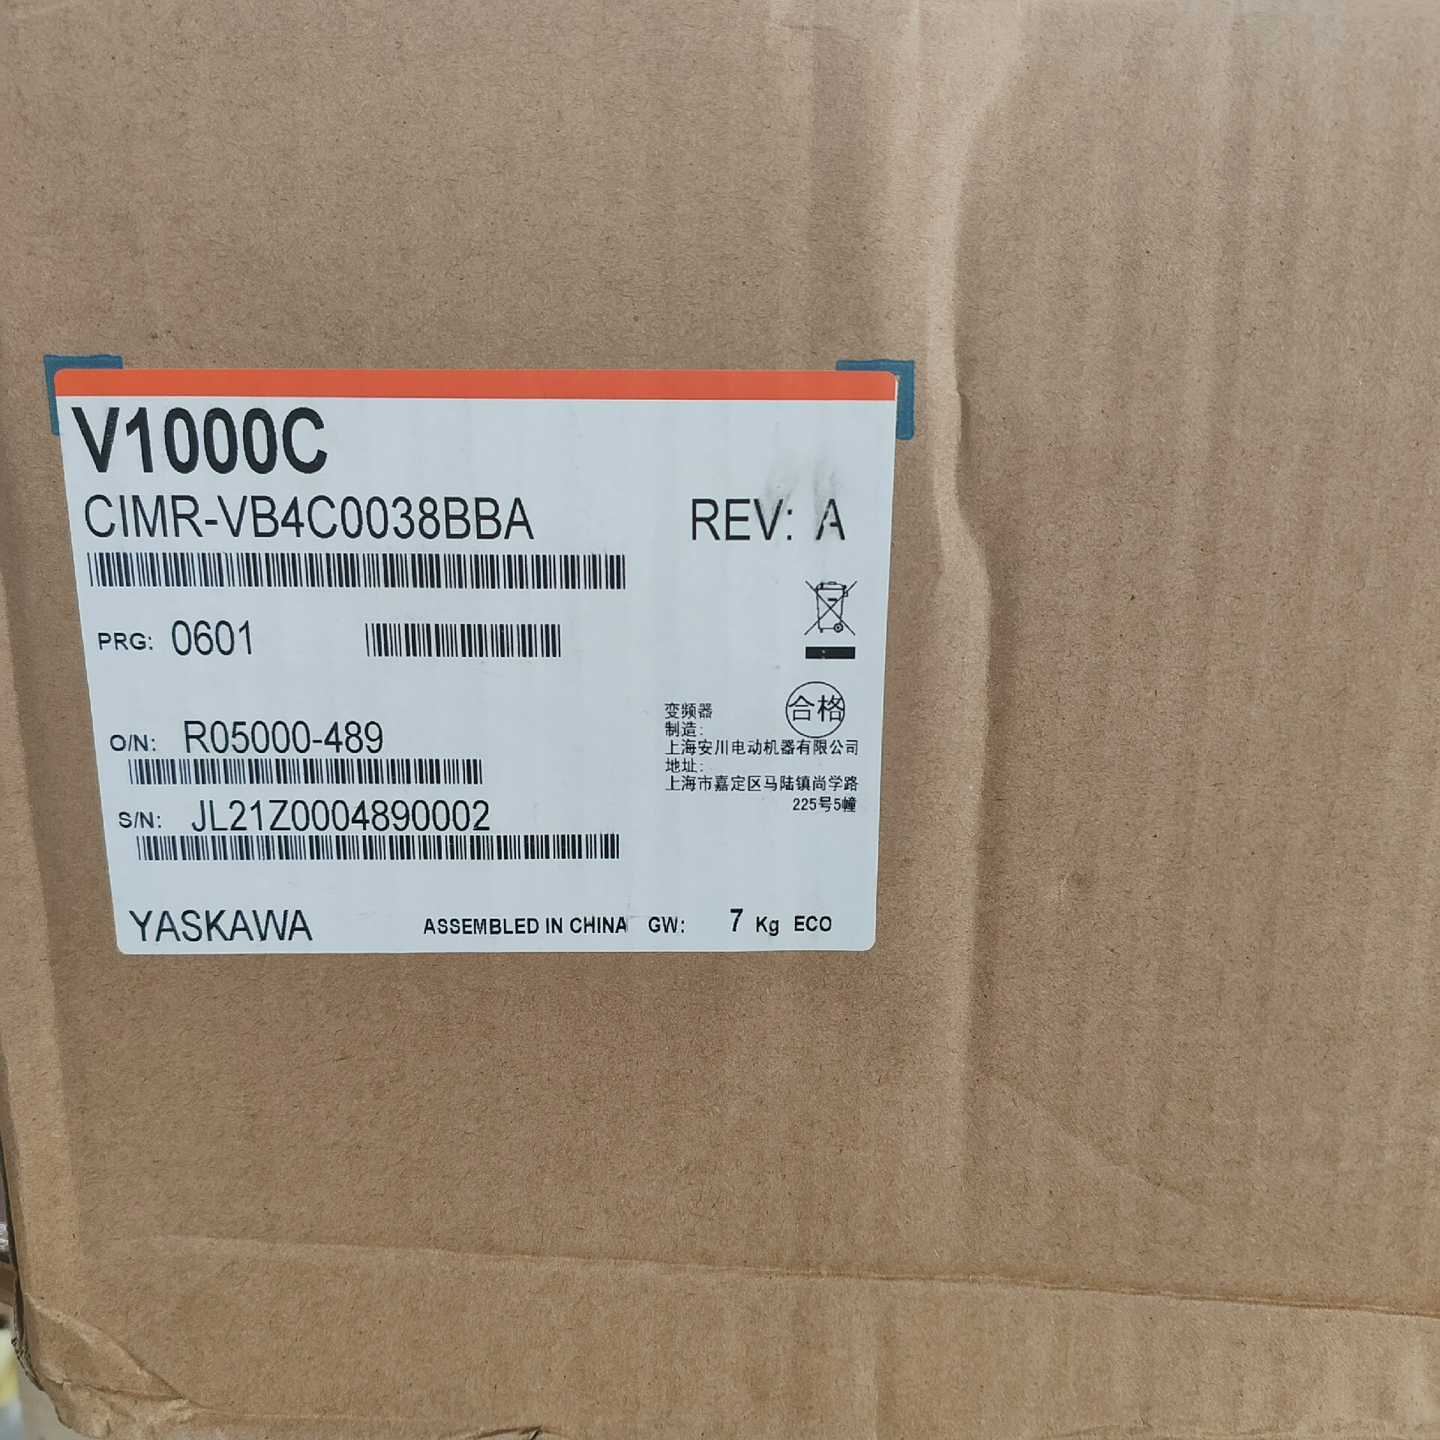 V1000C
CIMR-VB4C0038BBA REV: A
PRG: 0601
O/N: R05000-489
S/N: JL21Z0004890002
合格
变频器
制造:
上海安川电动机器有限公司
地址:
上海市嘉定区马陆镇尚学路
225号5幢
YASKAWA ASSEMBLED IN CHINA GW: 7 Kg ECO